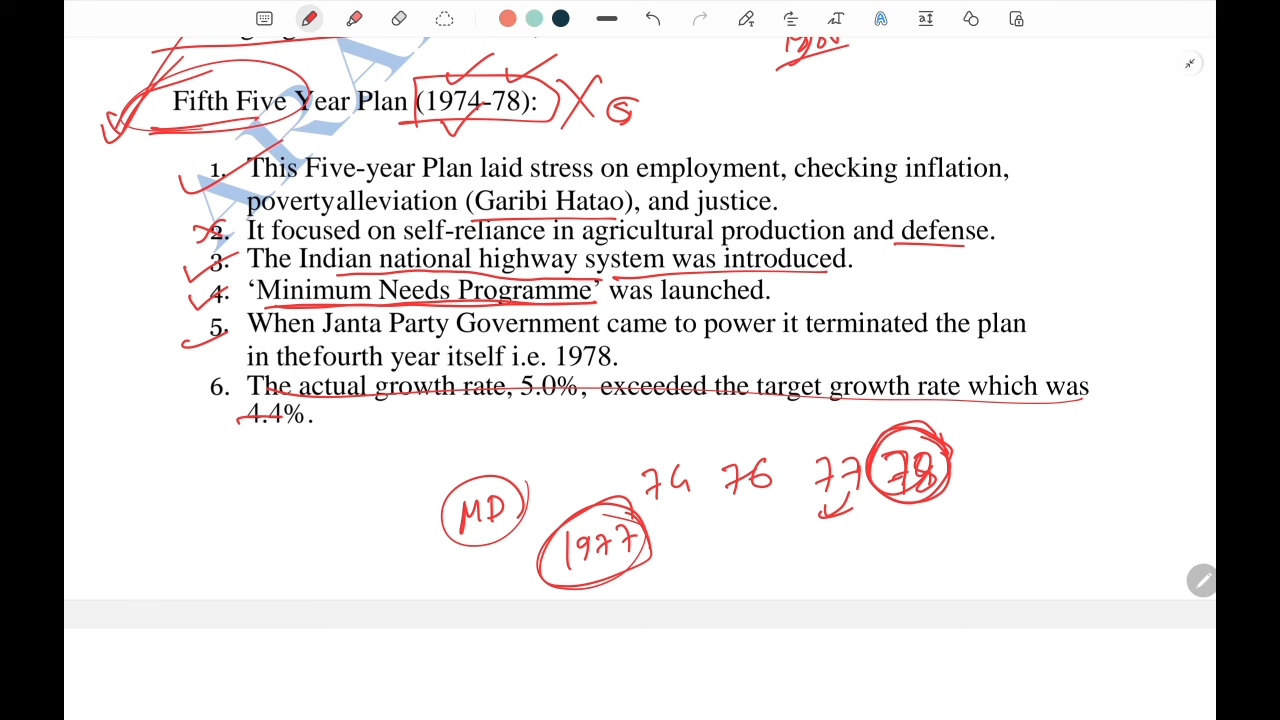 Fifth Five Year Plan (1974-78): X 5
1. This Five-year Plan laid stress on employment, checking inflation,
povertyalleviation (Garibi Hatao), and justice.
2. It focused on self-reliance in agricultural production and defense.
3. The Indian national highway system was introduced.
4. ‘Minimum Needs Programme’ was launched.
5. When Janta Party Government came to power it terminated the plan
in thefourth year itself i.e. 1978.
6. The actual growth rate, 5.0%, exceeded the target growth rate which was
4.4%.
74 76 77 78
MD 1977